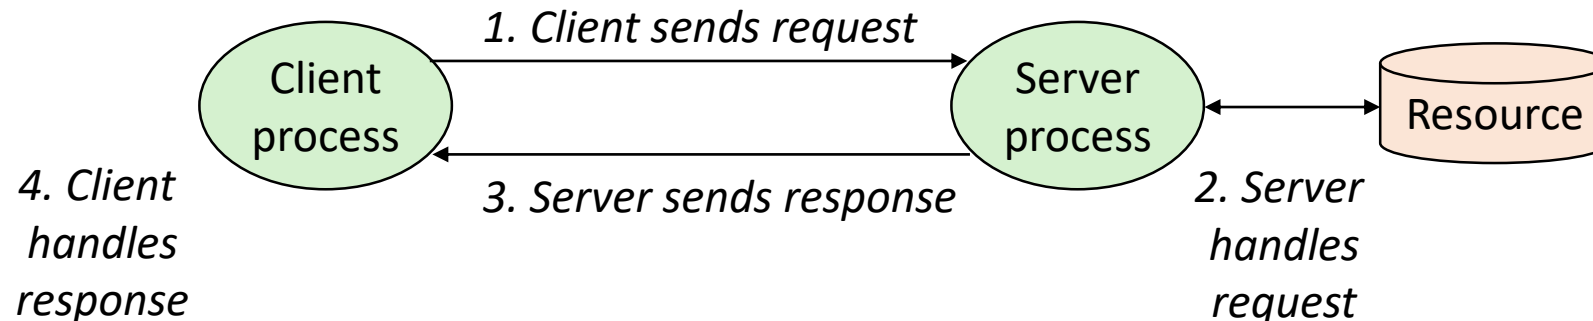 1. Client sends request
Client
process
Server
process
Resource
3. Server sends response
4. Client
handles
response
2. Server
handles
request